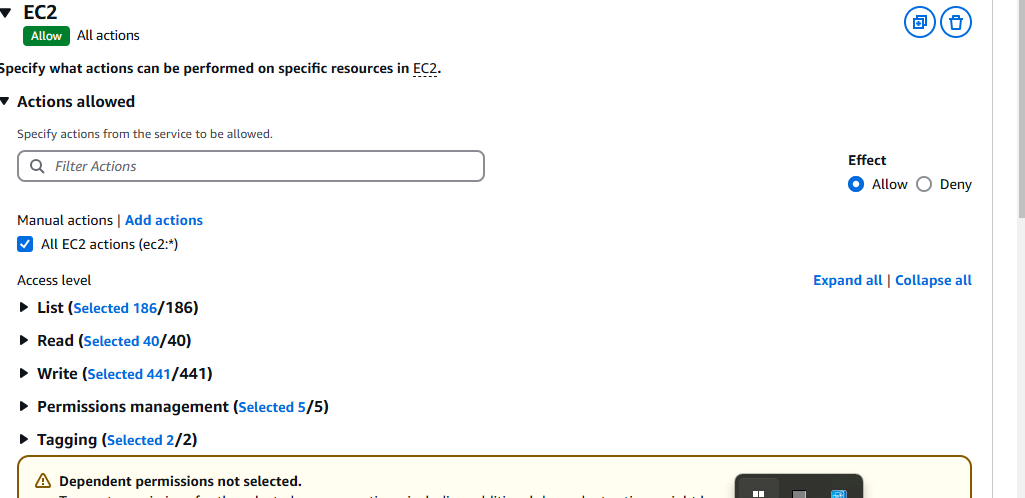 EC2
Allow All actions
Specify what actions can be performed on specific resources in EC2.
Actions allowed
Specify actions from the service to be allowed.
Filter Actions
Effect
Allow Deny
Manual actions | Add actions
All EC2 actions (ec2:*)
Access level Expand all | Collapse all
List (Selected 186/186)
Read (Selected 40/40)
Write (Selected 441/441)
Permissions management (Selected 5/5)
Tagging (Selected 2/2)
Dependent permissions not selected.